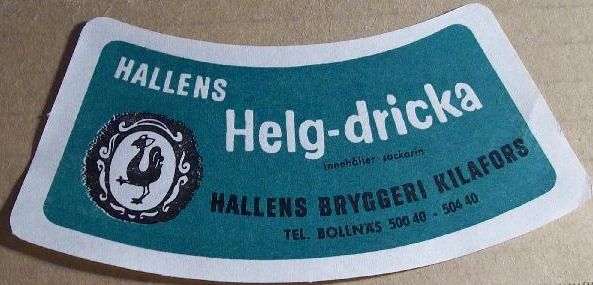 HALLENS
Helg-dricka
innehåller sackarin
HALLENS BRYGGERI KILAFORS
TEL. BOLLNÄS 500 40 - 504 40